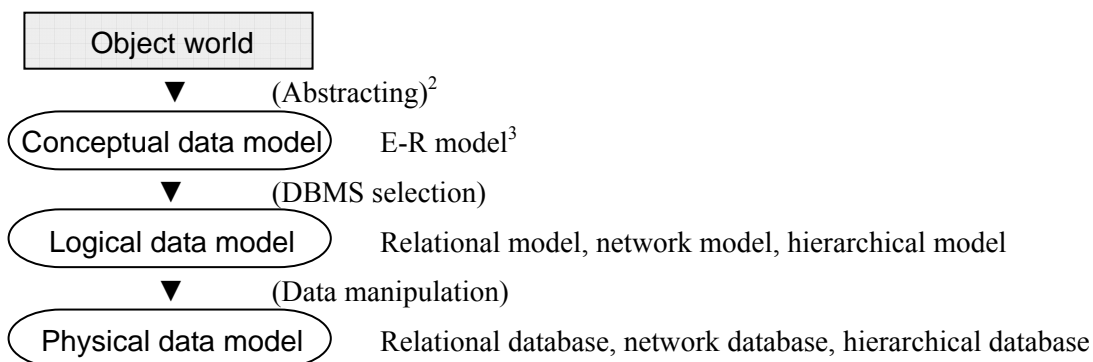 Object world
▼ (Abstracting)²
Conceptual data model E-R model³
▼ (DBMS selection)
Logical data model Relational model, network model, hierarchical model
▼ (Data manipulation)
Physical data model Relational database, network database, hierarchical database